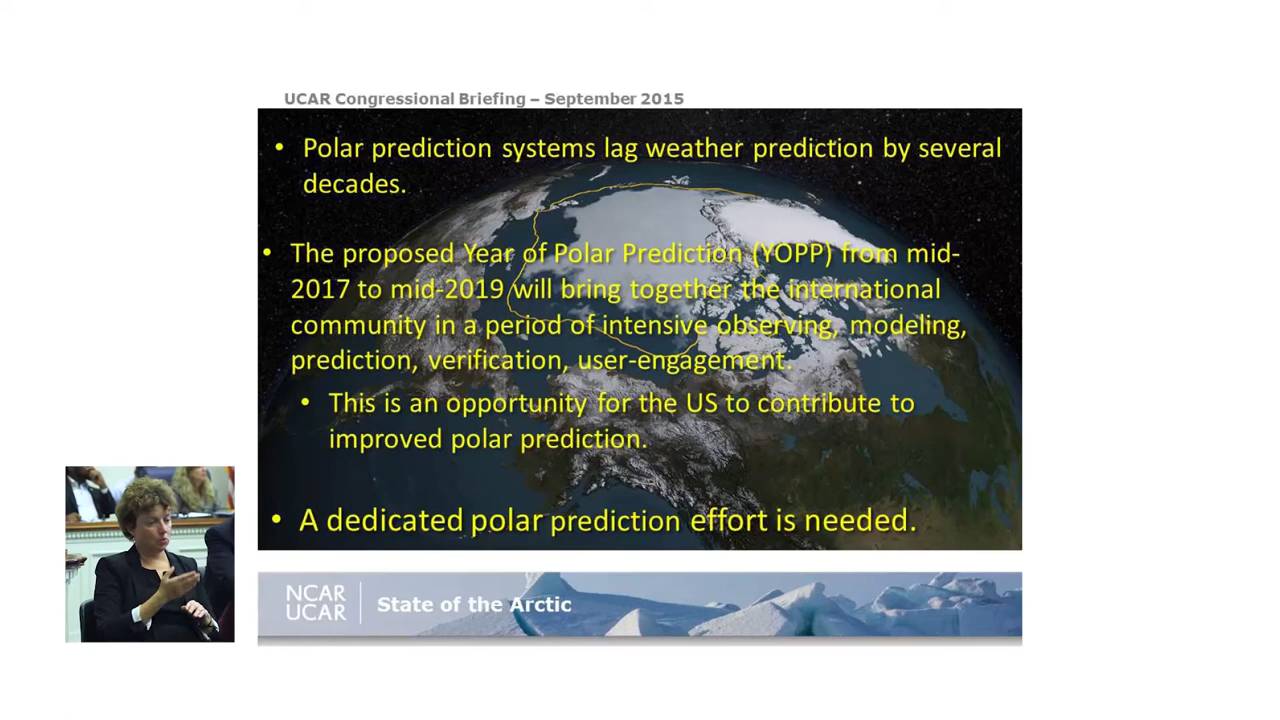 UCAR Congressional Briefing – September 2015
• Polar prediction systems lag weather prediction by several
decades.
• The proposed Year of Polar Prediction (YOPP) from mid-
2017 to mid-2019 will bring together the international
community in a period of intensive observing, modeling,
prediction, verification, user-engagement.
• This is an opportunity for the US to contribute to
improved polar prediction.
• A dedicated polar prediction effort is needed.
NCAR
UCAR
State of the Arctic